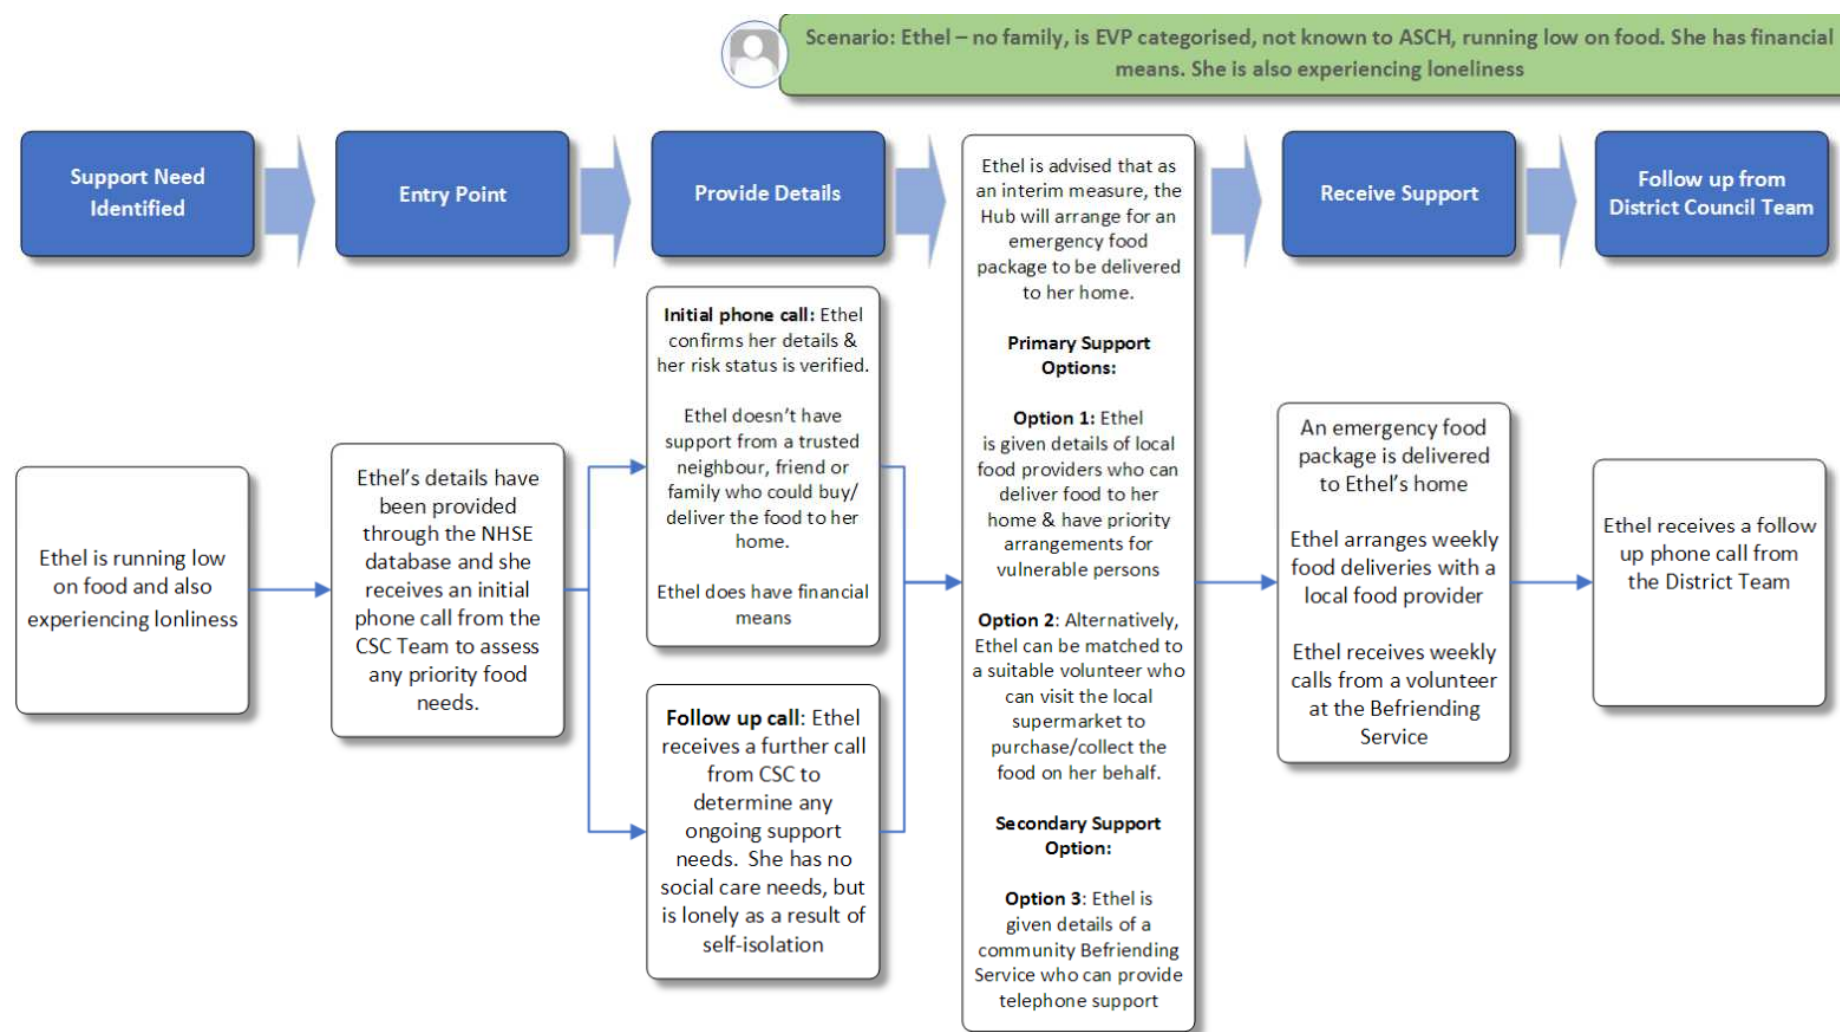 Scenario: Ethel – no family, is EVP categorised, not known to ASCH, running low on food. She has financial
means. She is also experiencing loneliness
Support Need
Identified
Entry Point
Provide Details
Ethel is advised that as
an interim measure, the
Hub will arrange for an
emergency food
package to be delivered
to her home.
Primary Support
Options:
Option 1: Ethel
is given details of local
food providers who can
deliver food to her
home & have priority
arrangements for
vulnerable persons
Option 2: Alternatively,
Ethel can be matched to
a suitable volunteer who
can visit the local
supermarket to
purchase/collect the
food on her behalf.
Secondary Support
Option:
Option 3: Ethel is
given details of a
community Befriending
Service who can provide
telephone support
Receive Support
Follow up from
District Council Team
Ethel is running low
on food and also
experiencing lonliness
Ethel's details have
been provided
through the NHSE
database and she
receives an initial
phone call from the
CSC Team to assess
any priority food
needs.
Initial phone call: Ethel
confirms her details &
her risk status is verified.
Ethel doesn't have
support from a trusted
neighbour, friend or
family who could buy/
deliver the food to her
home.
Ethel does have financial
means
Follow up call: Ethel
receives a further call
from CSC to
determine any
ongoing support
needs. She has no
social care needs, but
is lonely as a result of
self-isolation
An emergency food
package is delivered
to Ethel's home
Ethel arranges weekly
food deliveries with a
local food provider
Ethel receives weekly
calls from a volunteer
at the Befriending
Service
Ethel receives a follow
up phone call from
the District Team